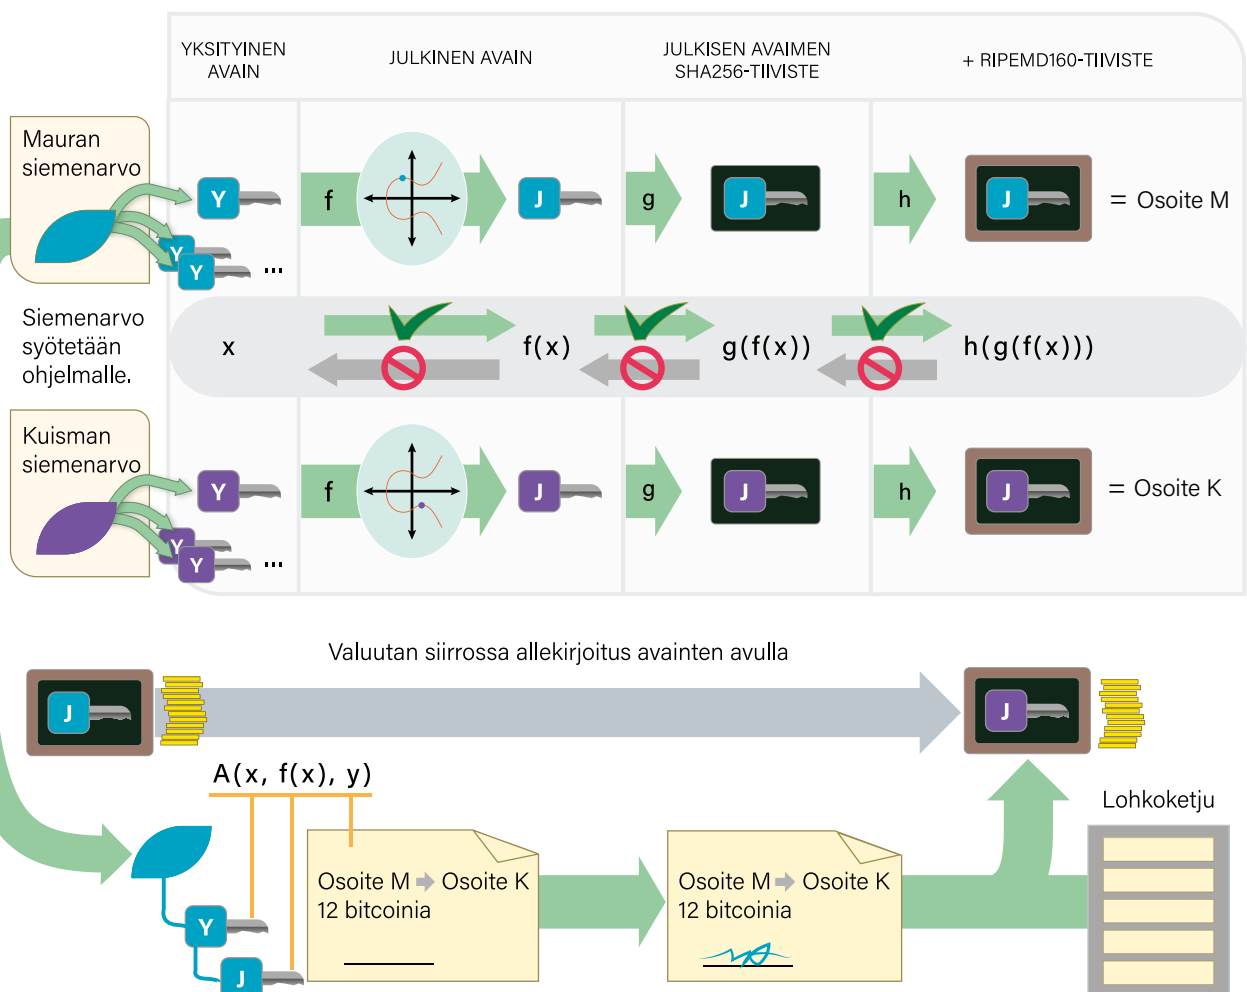 YKSITYINEN
AVAIN
JULKINEN AVAIN
JULKISEN AVAIMEN
SHA256-TIIVISTE
+ RIPEMD160-TIIVISTE
Mauran
siemenarvo
Y
Y
Y
...
f
J
g
J
h
J
= Osoite M
Siemenarvo
syötetään
ohjelmalle.
x
f(x)
g(f(x))
h(g(f(x)))
Kuisman
siemenarvo
Y
Y
Y
...
f
J
g
J
h
J
= Osoite K
Valuutan siirrossa allekirjoitus avainten avulla
J
J
A(x, f(x), y)
Lohkoketju
Osoite M Osoite K
12 bitcoinia
Osoite M Osoite K
12 bitcoinia
Y
J